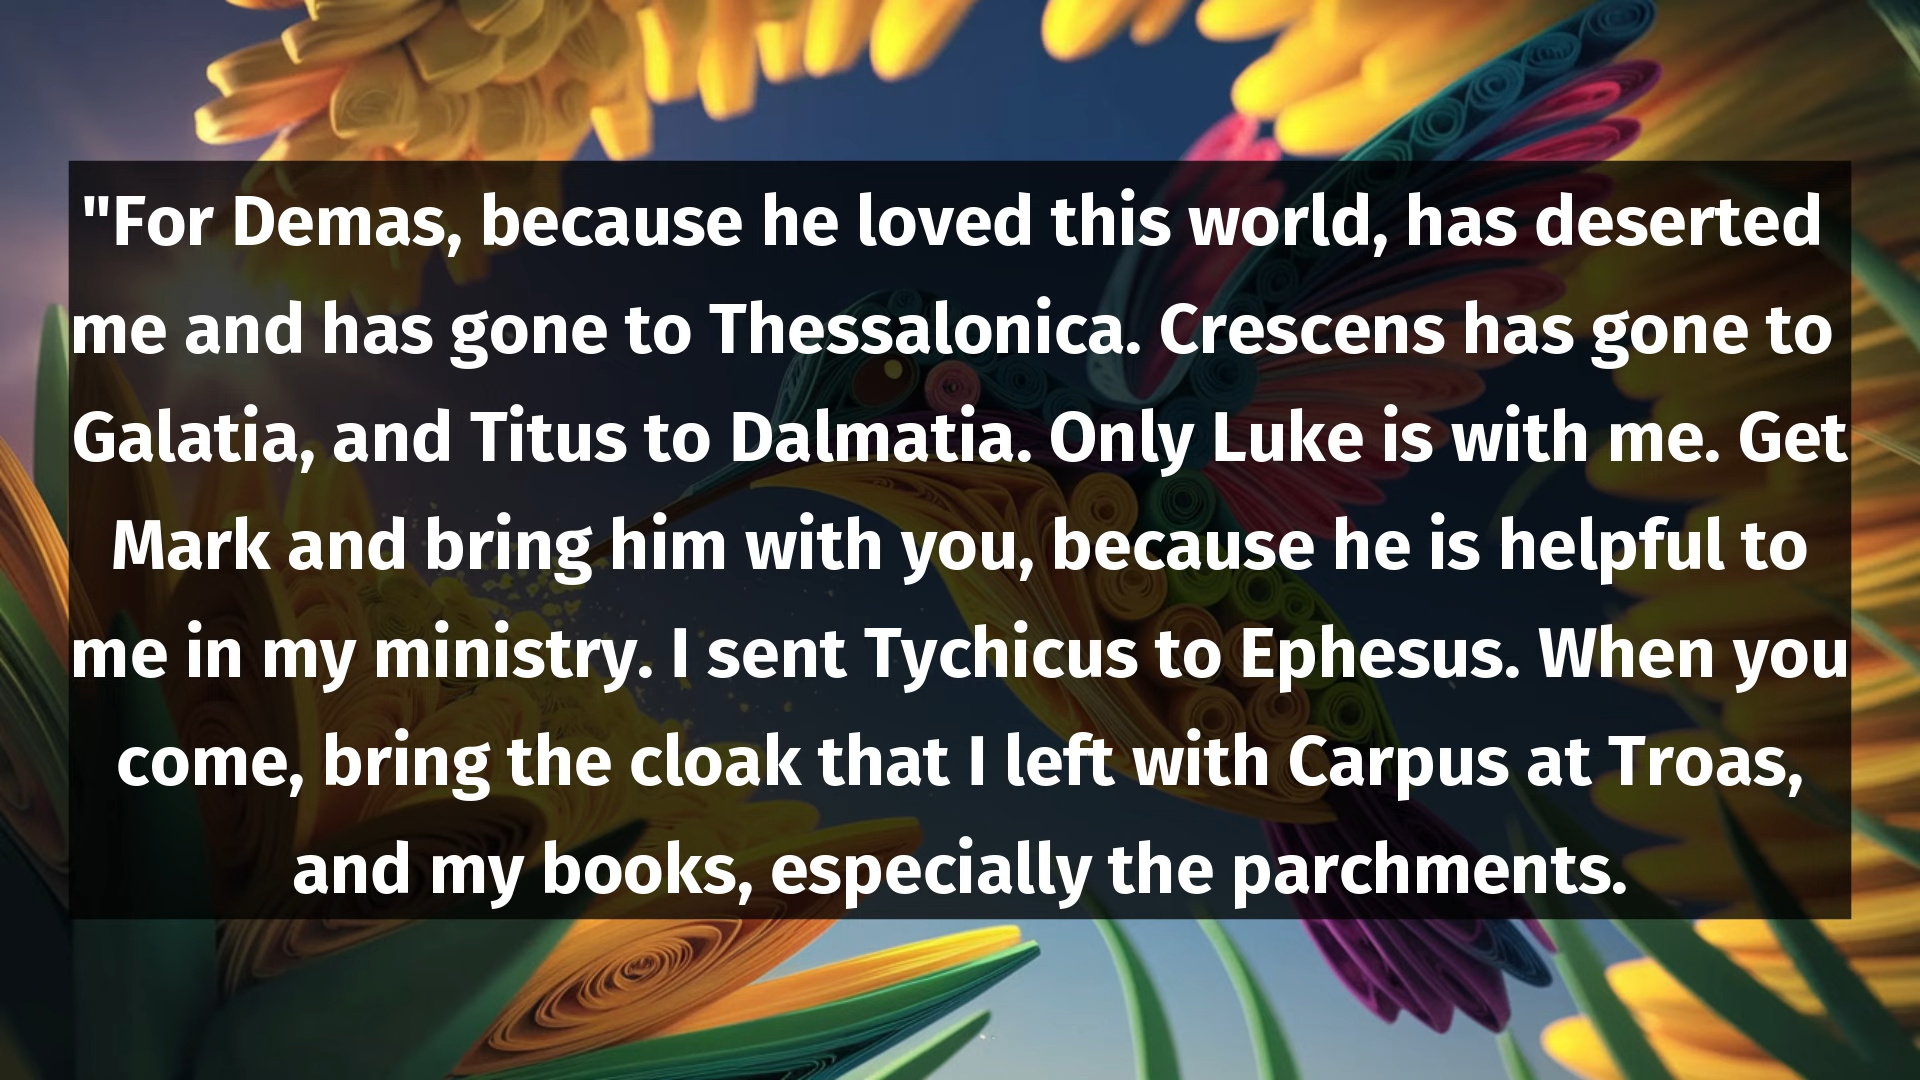 "For Demas, because he loved this world, has deserted
me and has gone to Thessalonica. Crescens has gone to
Galatia, and Titus to Dalmatia. Only Luke is with me. Get
Mark and bring him with you, because he is helpful to
me in my ministry. I sent Tychicus to Ephesus. When you
come, bring the cloak that I left with Carpus at Troas,
and my books, especially the parchments.